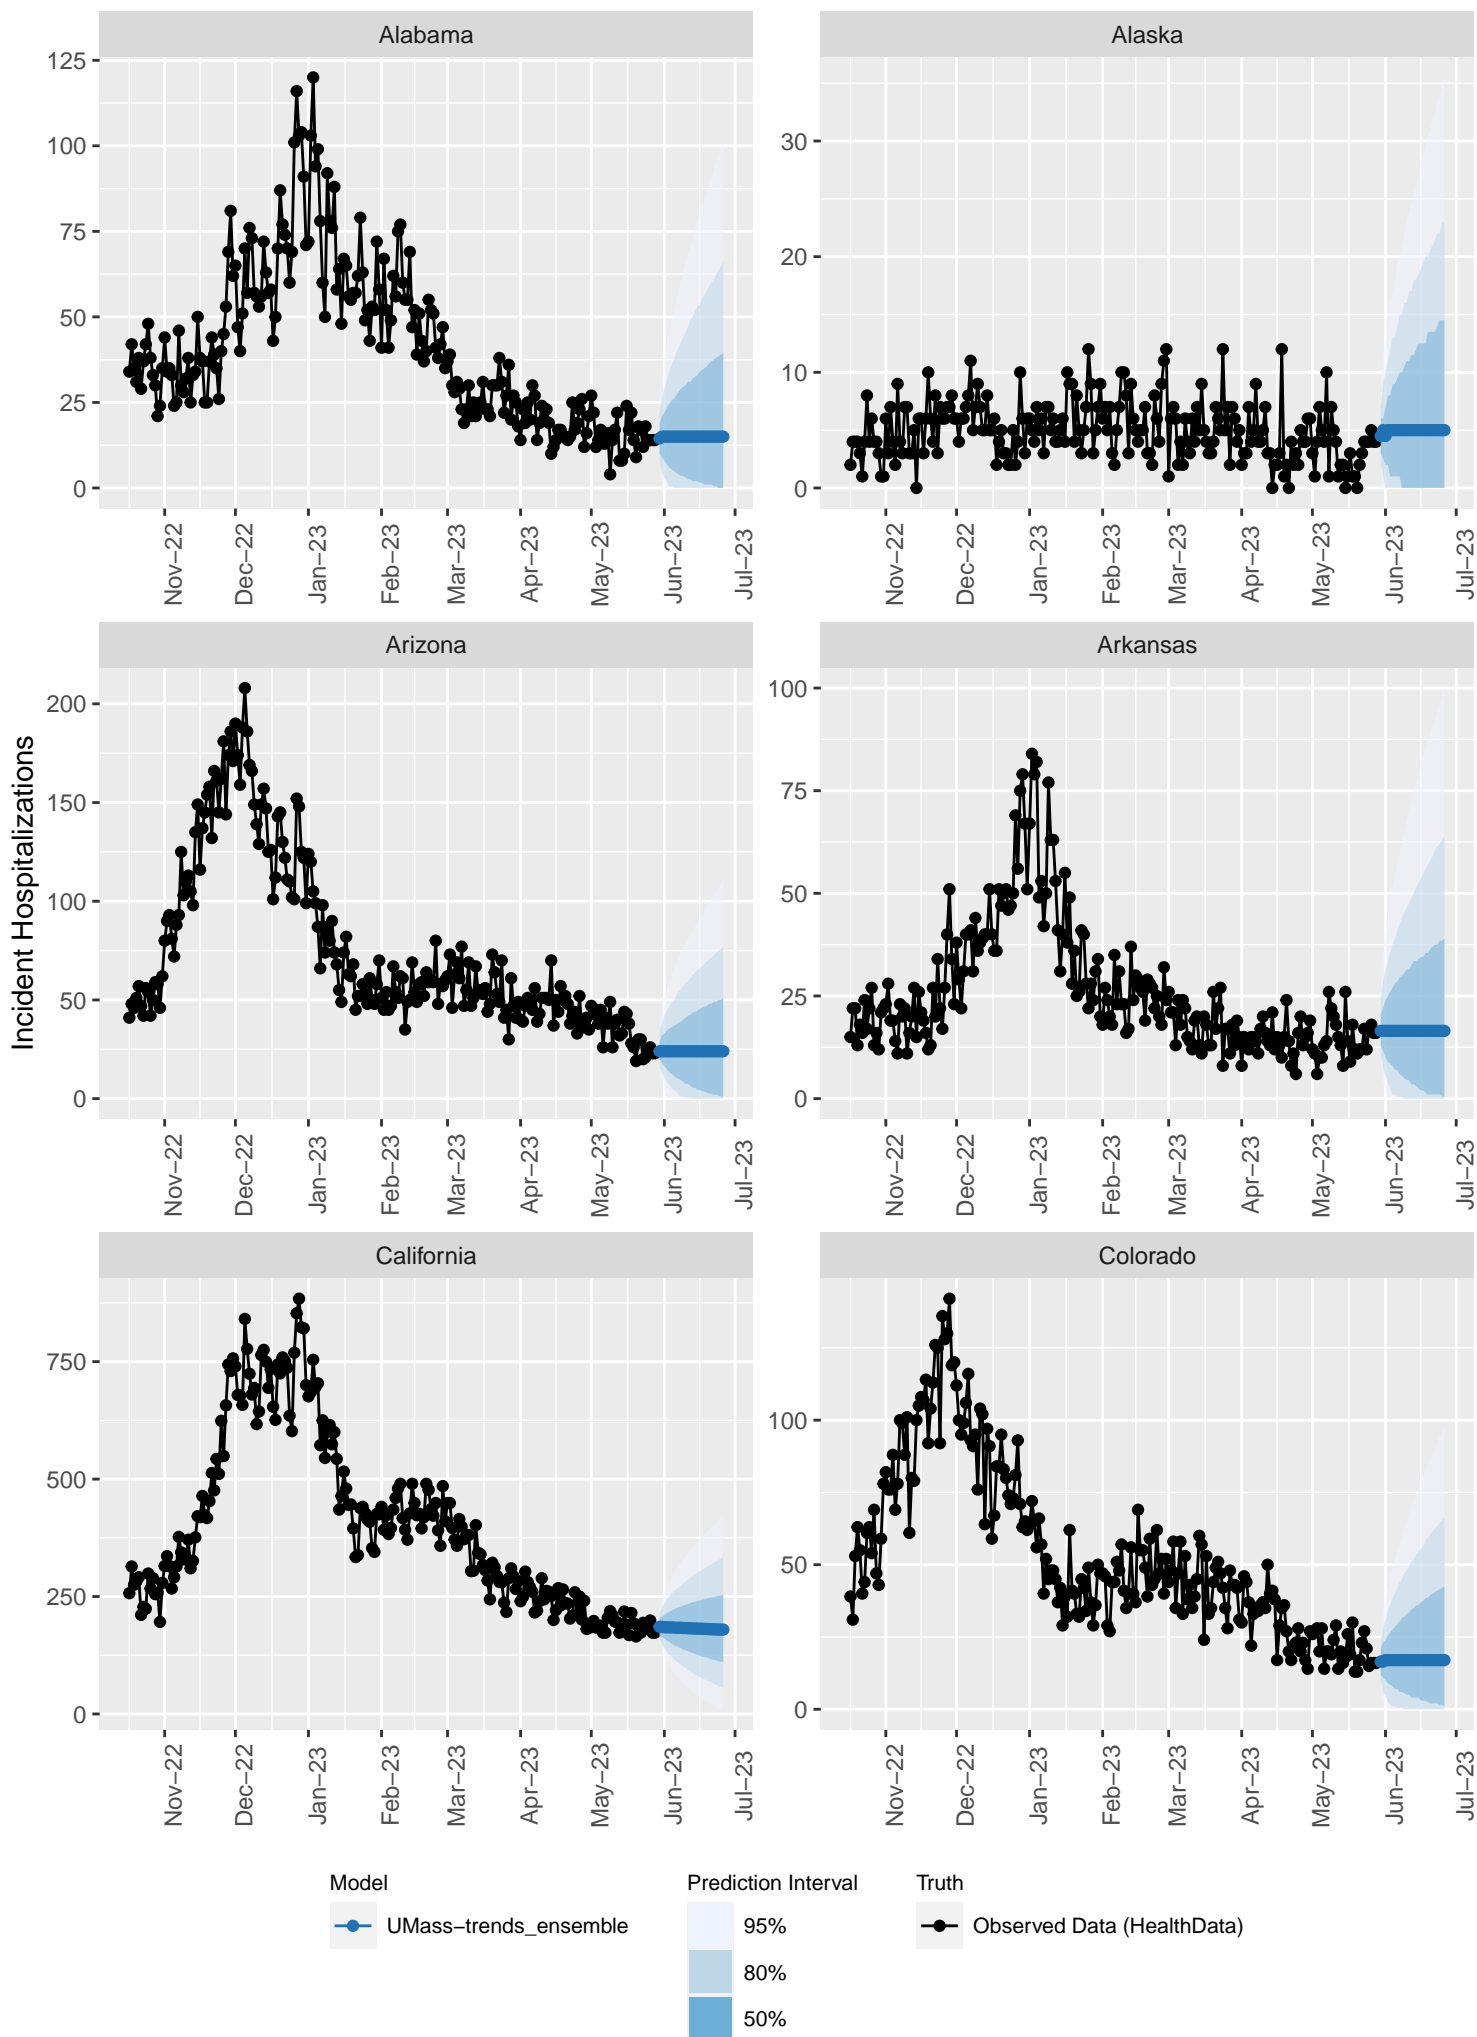 Alabama
Alaska
125
100
75
50
25
0
30
20
10
0
Nov−22
Dec−22
Jan−23
Feb−23
Mar−23
Apr−23
May−23
Jun−23
Jul−23
Nov−22
Dec−22
Jan−23
Feb−23
Mar−23
Apr−23
May−23
Jun−23
Jul−23
Incident Hospitalizations
Arizona
Arkansas
200
150
100
50
0
100
75
50
25
0
Nov−22
Dec−22
Jan−23
Feb−23
Mar−23
Apr−23
May−23
Jun−23
Jul−23
Nov−22
Dec−22
Jan−23
Feb−23
Mar−23
Apr−23
May−23
Jun−23
Jul−23
California
Colorado
750
500
250
0
100
50
0
Nov−22
Dec−22
Jan−23
Feb−23
Mar−23
Apr−23
May−23
Jun−23
Jul−23
Nov−22
Dec−22
Jan−23
Feb−23
Mar−23
Apr−23
May−23
Jun−23
Jul−23
Model
UMass−trends_ensemble
Prediction Interval
95%
80%
50%
Truth
Observed Data (HealthData)